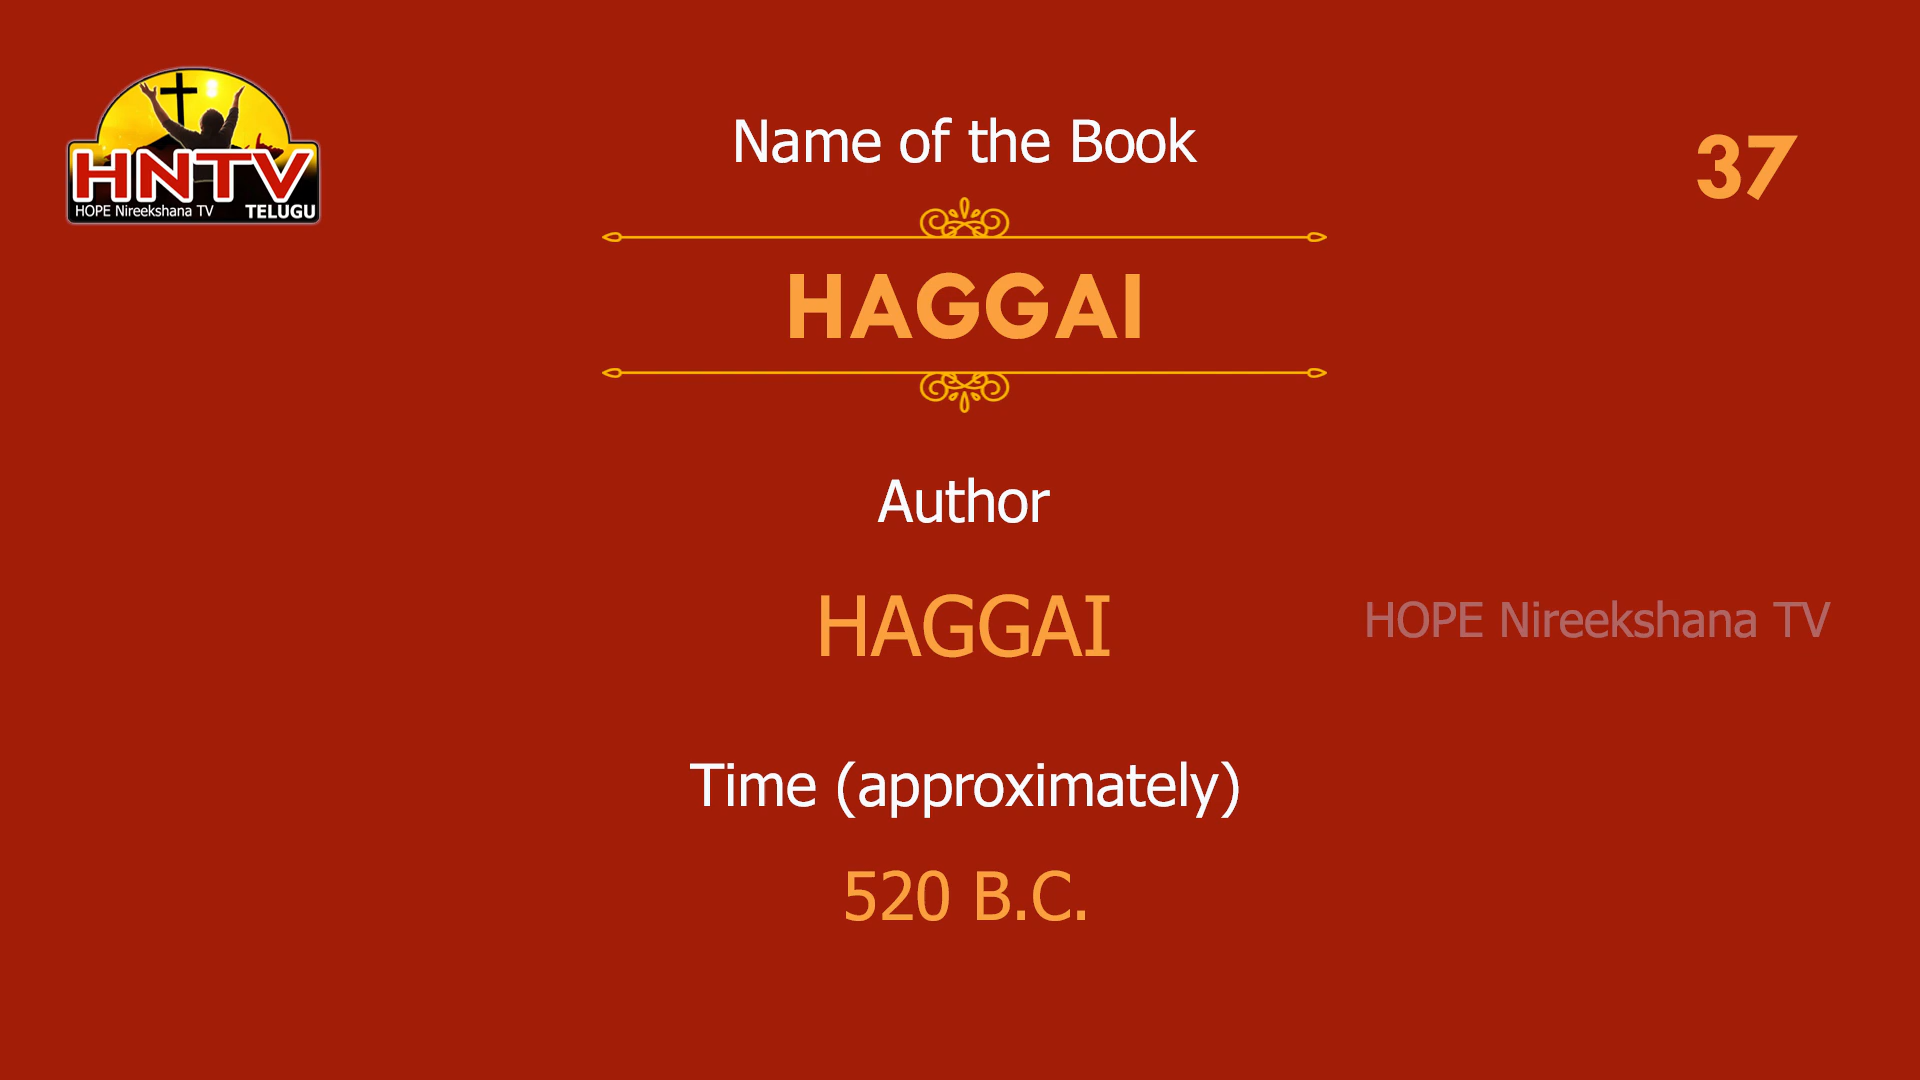 HNTV
HOPE Nireekshana TV
TELUGU
Name of the Book
37
HAGGAI
Author
HAGGAI
HOPE Nireekshana TV
Time (approximately)
520 B.C.